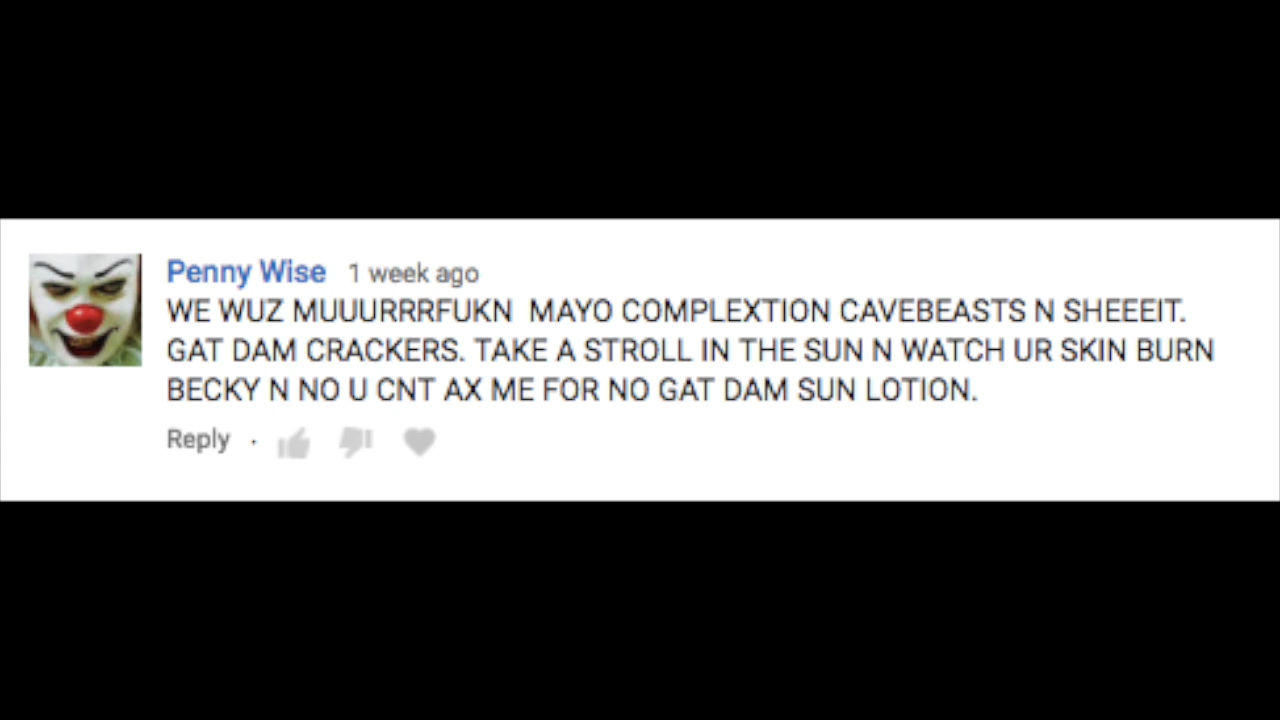 Penny Wise 1 week ago
WE WUZ MUUURRRFUKN MAYO COMPLEXTION CAVEBEASTS N SHEEEIT.
GAT DAM CRACKERS. TAKE A STROLL IN THE SUN N WATCH UR SKIN BURN
BECKY N NO U CNT AX ME FOR NO GAT DAM SUN LOTION.
Reply ·